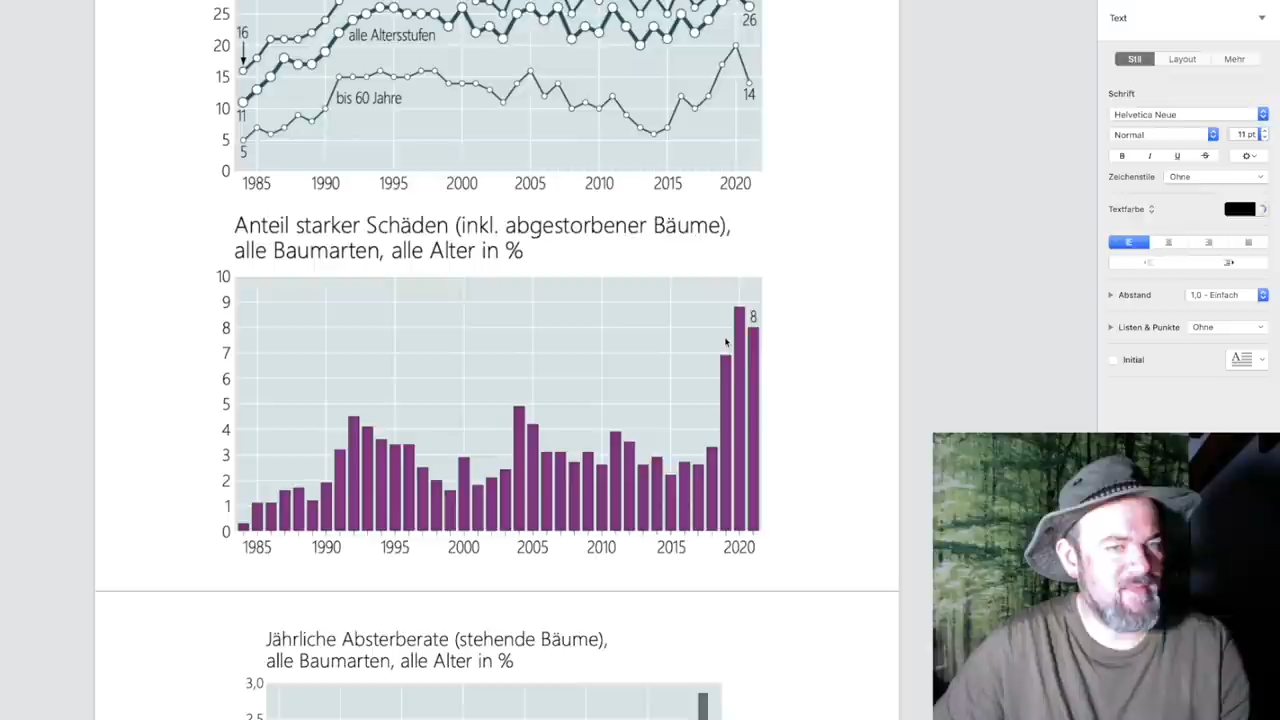 25
20
15
10
5
0
16
11
5
alle Altersstufen
bis 60 Jahre
26
14
1985 1990 1995 2000 2005 2010 2015 2020
Anteil starker Schäden (inkl. abgestorbener Bäume),
alle Baumarten, alle Alter in %
10
9
8
7
6
5
4
3
2
1
0
8
1985 1990 1995 2000 2005 2010 2015 2020
Jährliche Absterberate (stehende Bäume),
alle Baumarten, alle Alter in %
3,0
2,5
Text
Stil Layout Mehr
Schrift
Helvetica Neue
Normal 11 pt
B I U S
Zeichenstile Ohne
Textfarbe
Abstand 1,0 - Einfach
Listen & Punkte Ohne
Initial A